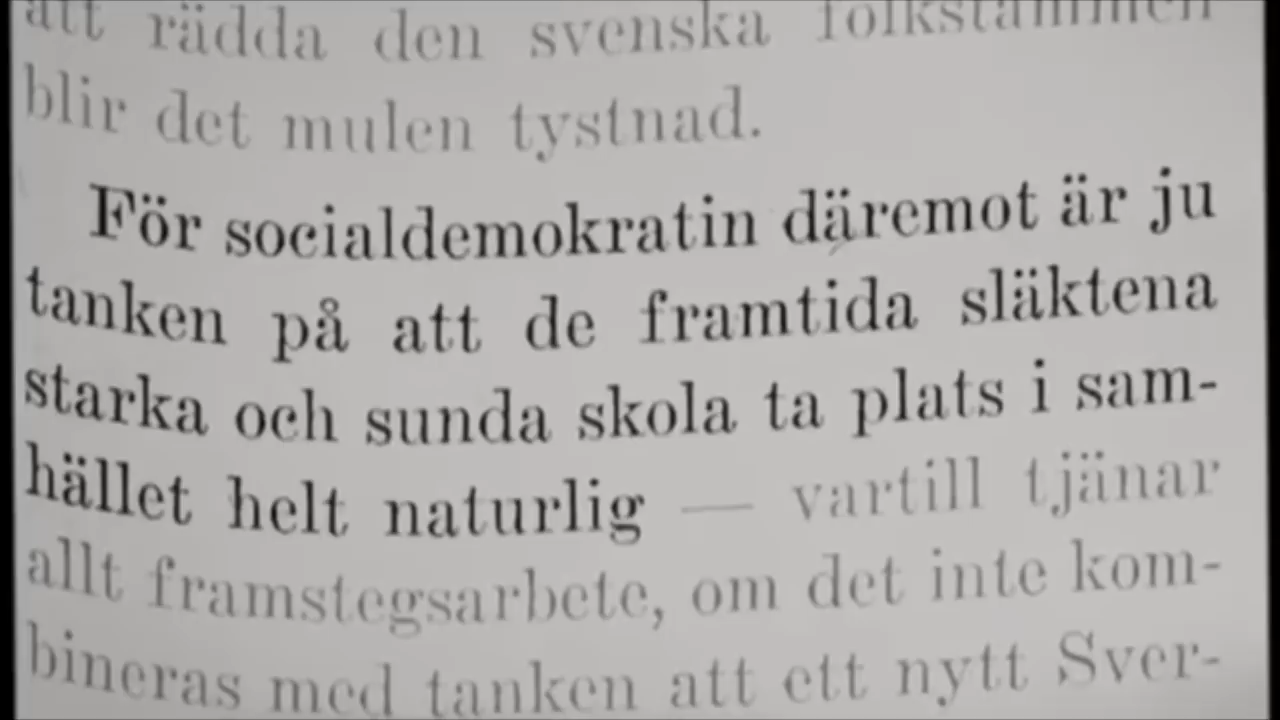 att rädda den svenska folkstammen
blir det mulen tystnad.
För socialdemokratin däremot är ju
tanken på att de framtida släktena
starka och sunda skola ta plats i sam-
hället helt naturlig — vartill tjänar
allt framstegsarbete, om det inte kom-
bineras med tanken att ett nytt Sver-